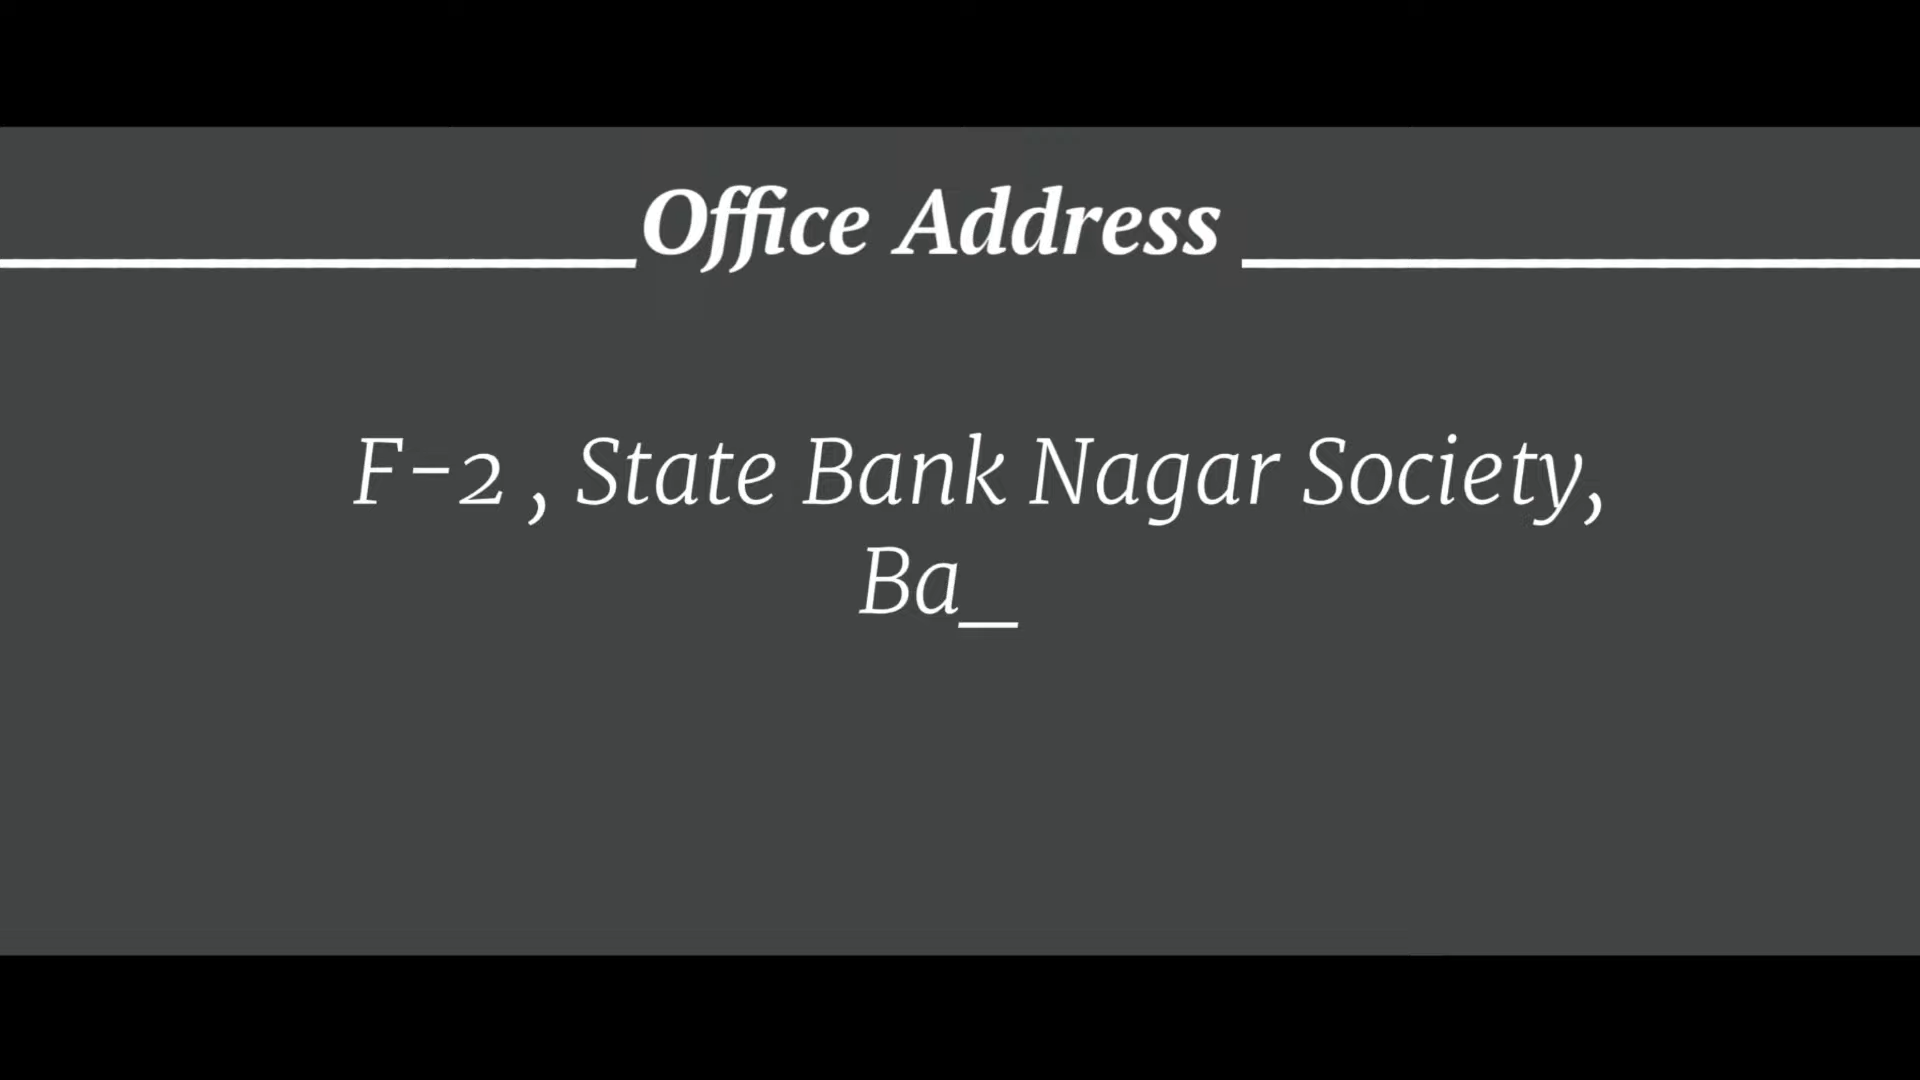 Office Address
F-2 , State Bank Nagar Society,
Ba_